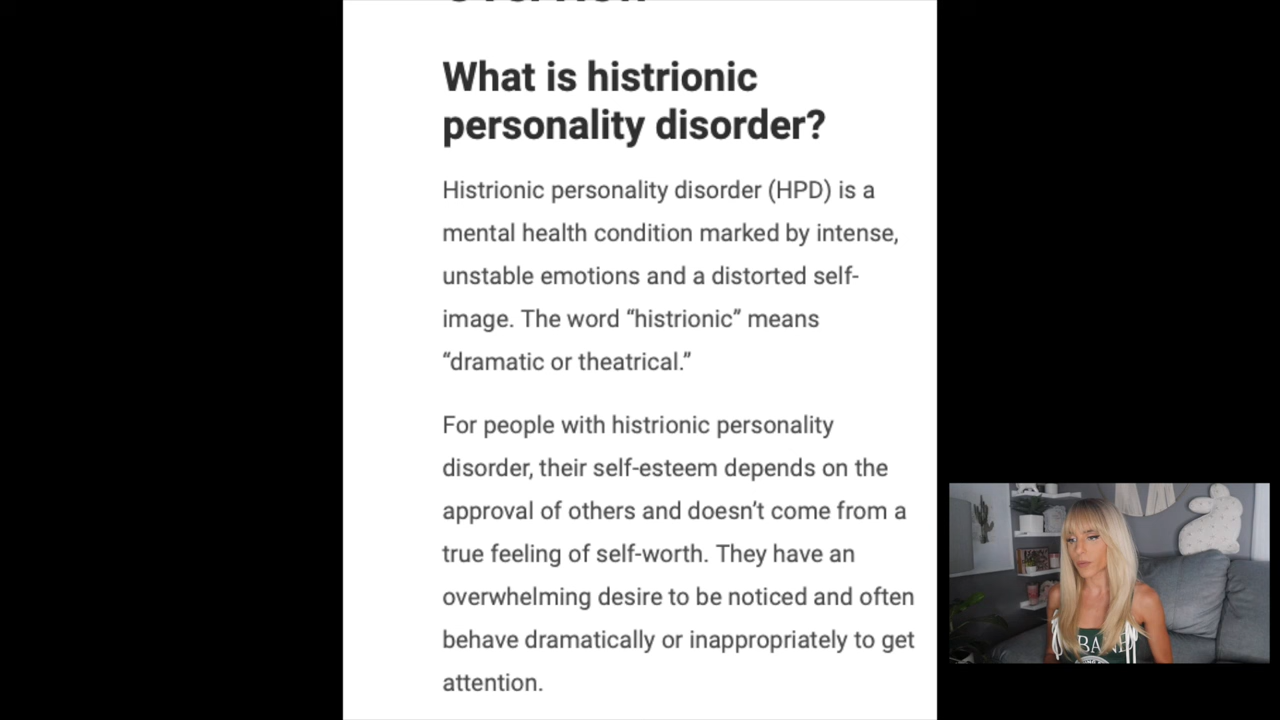 What is histrionic
personality disorder?
Histrionic personality disorder (HPD) is a
mental health condition marked by intense,
unstable emotions and a distorted self-
image. The word “histrionic” means
“dramatic or theatrical.”
For people with histrionic personality
disorder, their self-esteem depends on the
approval of others and doesn’t come from a
true feeling of self-worth. They have an
overwhelming desire to be noticed and often
behave dramatically or inappropriately to get
attention.